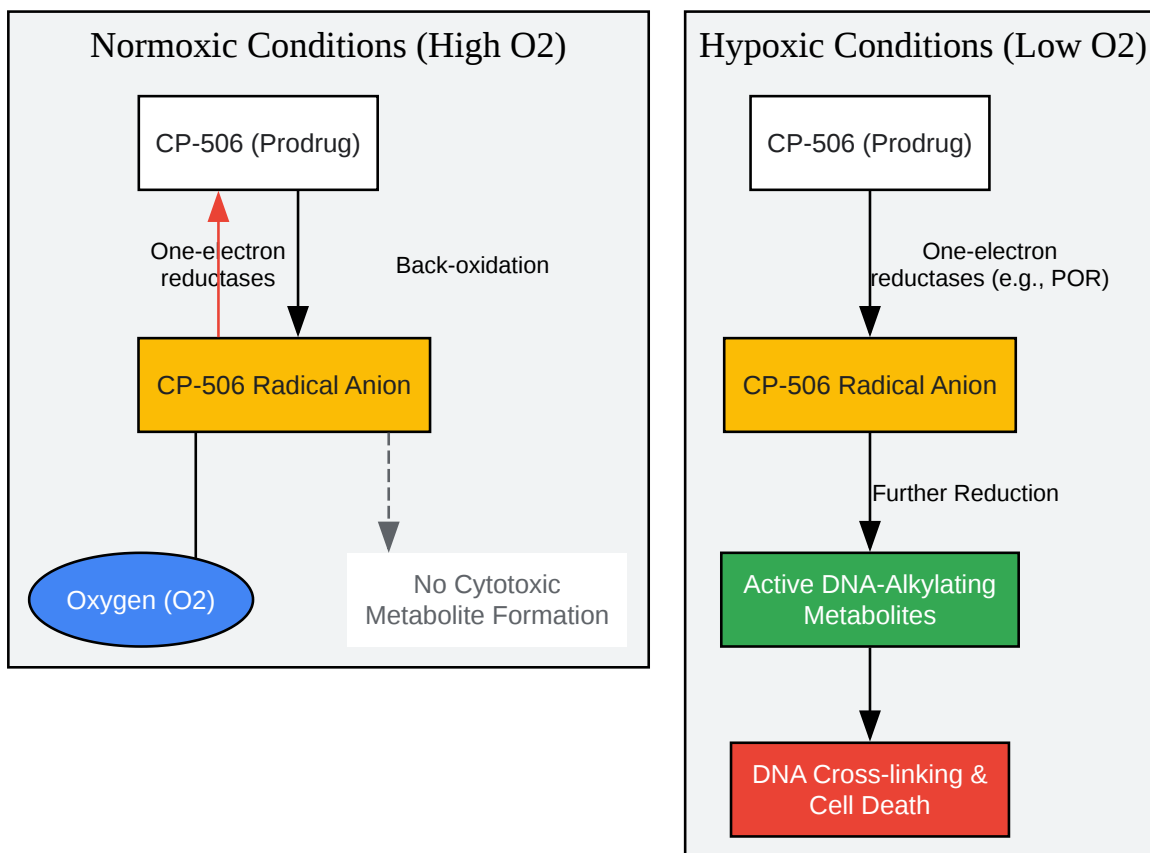 Normoxic Conditions (High O2)
CP-506 (Prodrug)
One-electron
reductases
Back-oxidation
CP-506 Radical Anion
Oxygen (O2)
No Cytotoxic
Metabolite Formation
Hypoxic Conditions (Low O2)
CP-506 (Prodrug)
One-electron
reductases (e.g., POR)
CP-506 Radical Anion
Further Reduction
Active DNA-Alkylating
Metabolites
DNA Cross-linking &
Cell Death